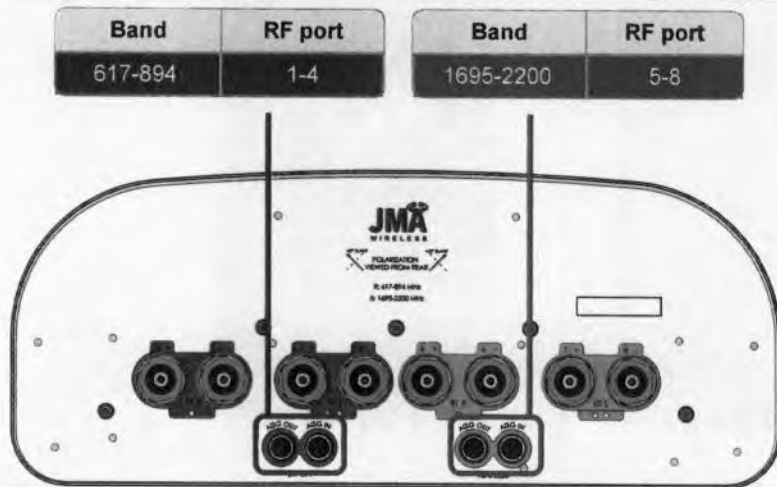 Band RF port
617-894 1-4
Band RF port
1695-2200 5-8
JMA
WIRELESS
POLARIZATION
VIEWED FROM REAR
R: 617-894 MHz
B: 1695-2200 MHz
AISG OUT AISG IN
AISG OUT AISG IN